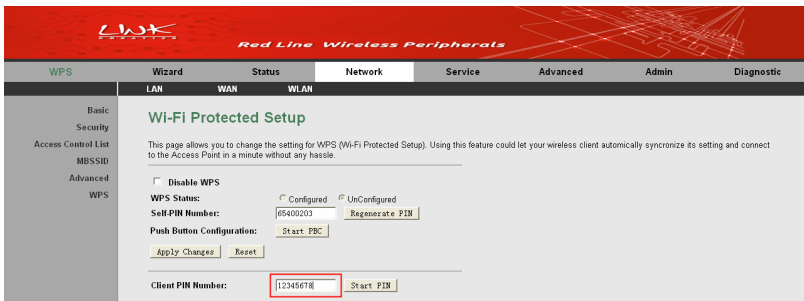 LWK
Red Line Wireless Peripherals
WPS Wizard Status Network Service Advanced Admin Diagnostic
LAN WAN WLAN
Basic
Security
Access Control List
MBSSID
Advanced
WPS
Wi-Fi Protected Setup
This page allows you to change the setting for WPS (Wi-Fi Protected Setup). Using this feature could let your wireless client automically syncronize its setting and connect
to the Access Point in a minute without any hassle.
Disable WPS
WPS Status: Configured UnConfigured
Self-PIN Number: 65400203 Regenerate PIN
Push Button Configuration: Start PBC
Apply Changes Reset
Client PIN Number: 12345678 Start PIN